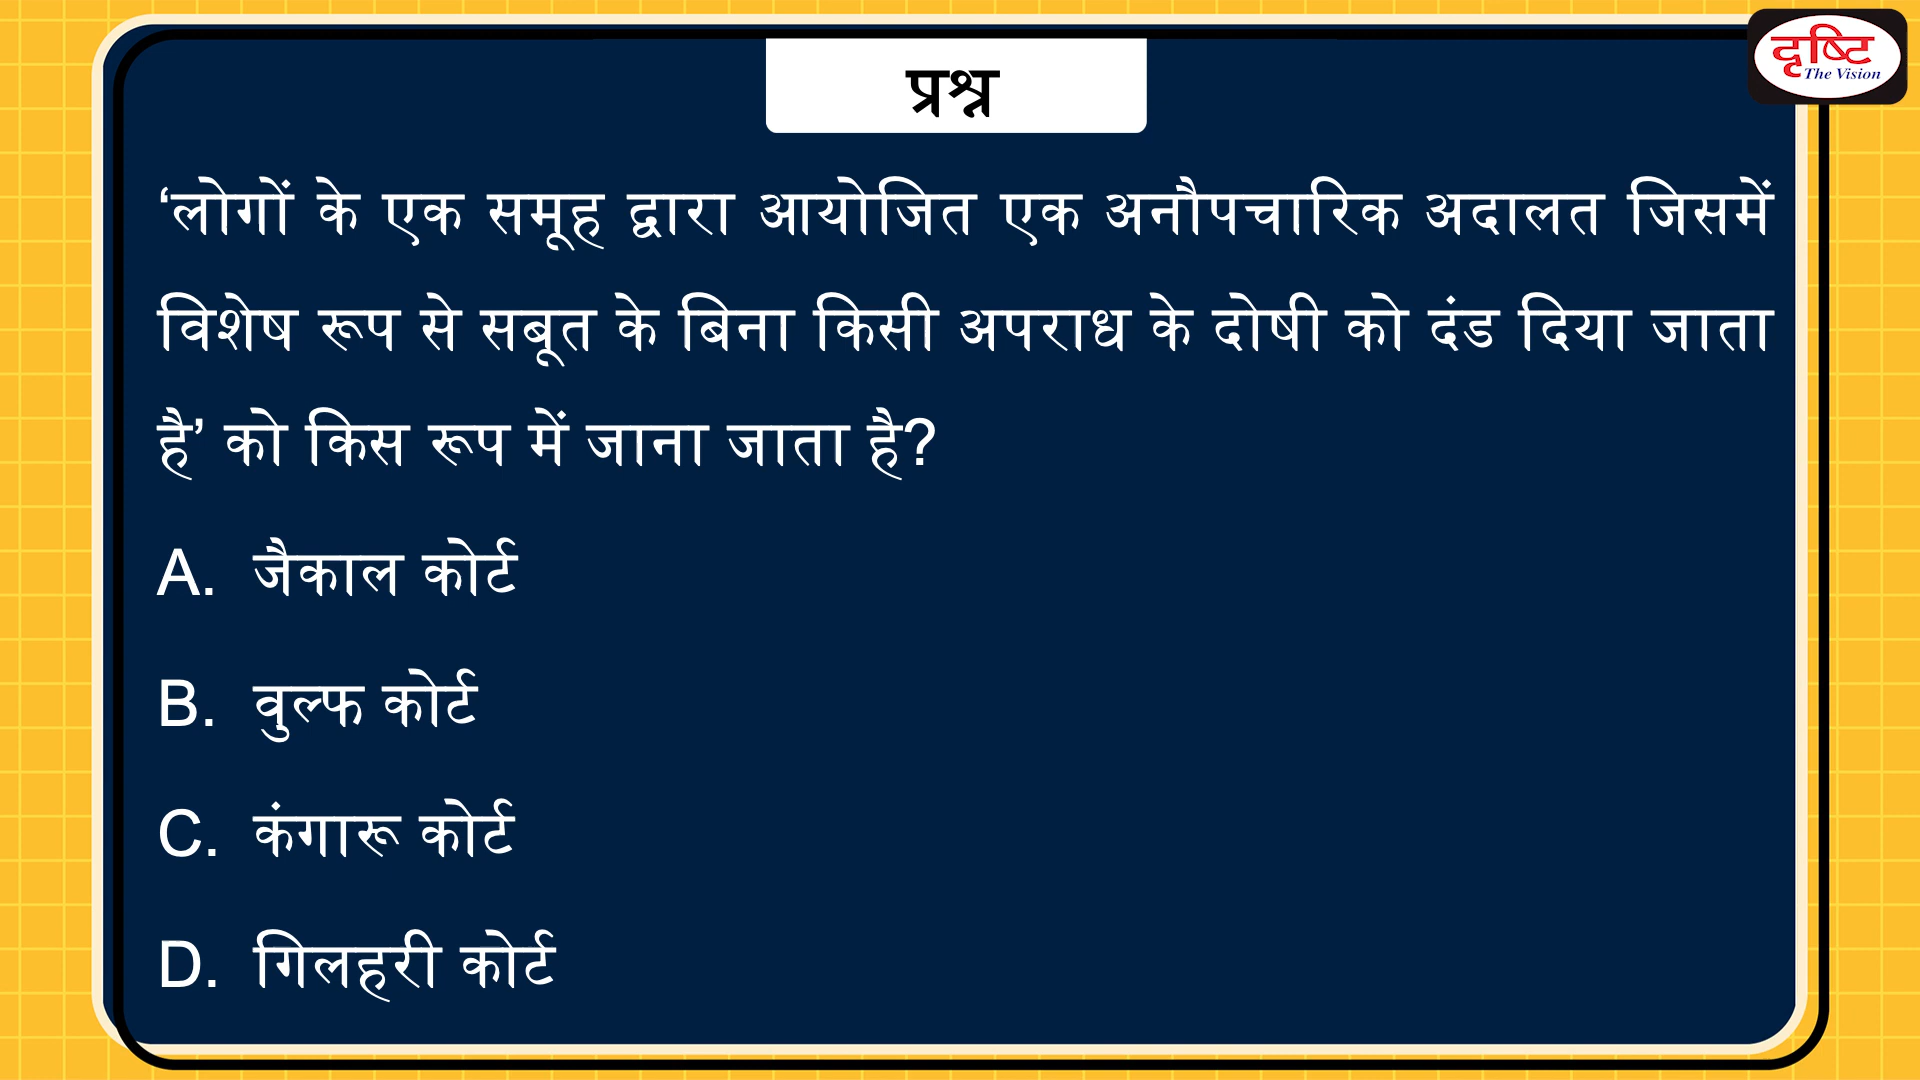 दृष्टि
The Vision
प्रश्न
‘लोगों के एक समूह द्वारा आयोजित एक अनौपचारिक अदालत जिसमें
विशेष रूप से सबूत के बिना किसी अपराध के दोषी को दंड दिया जाता
है’ को किस रूप में जाना जाता है?
A. जैकाल कोर्ट
B. वुल्फ कोर्ट
C. कंगारू कोर्ट
D. गिलहरी कोर्ट